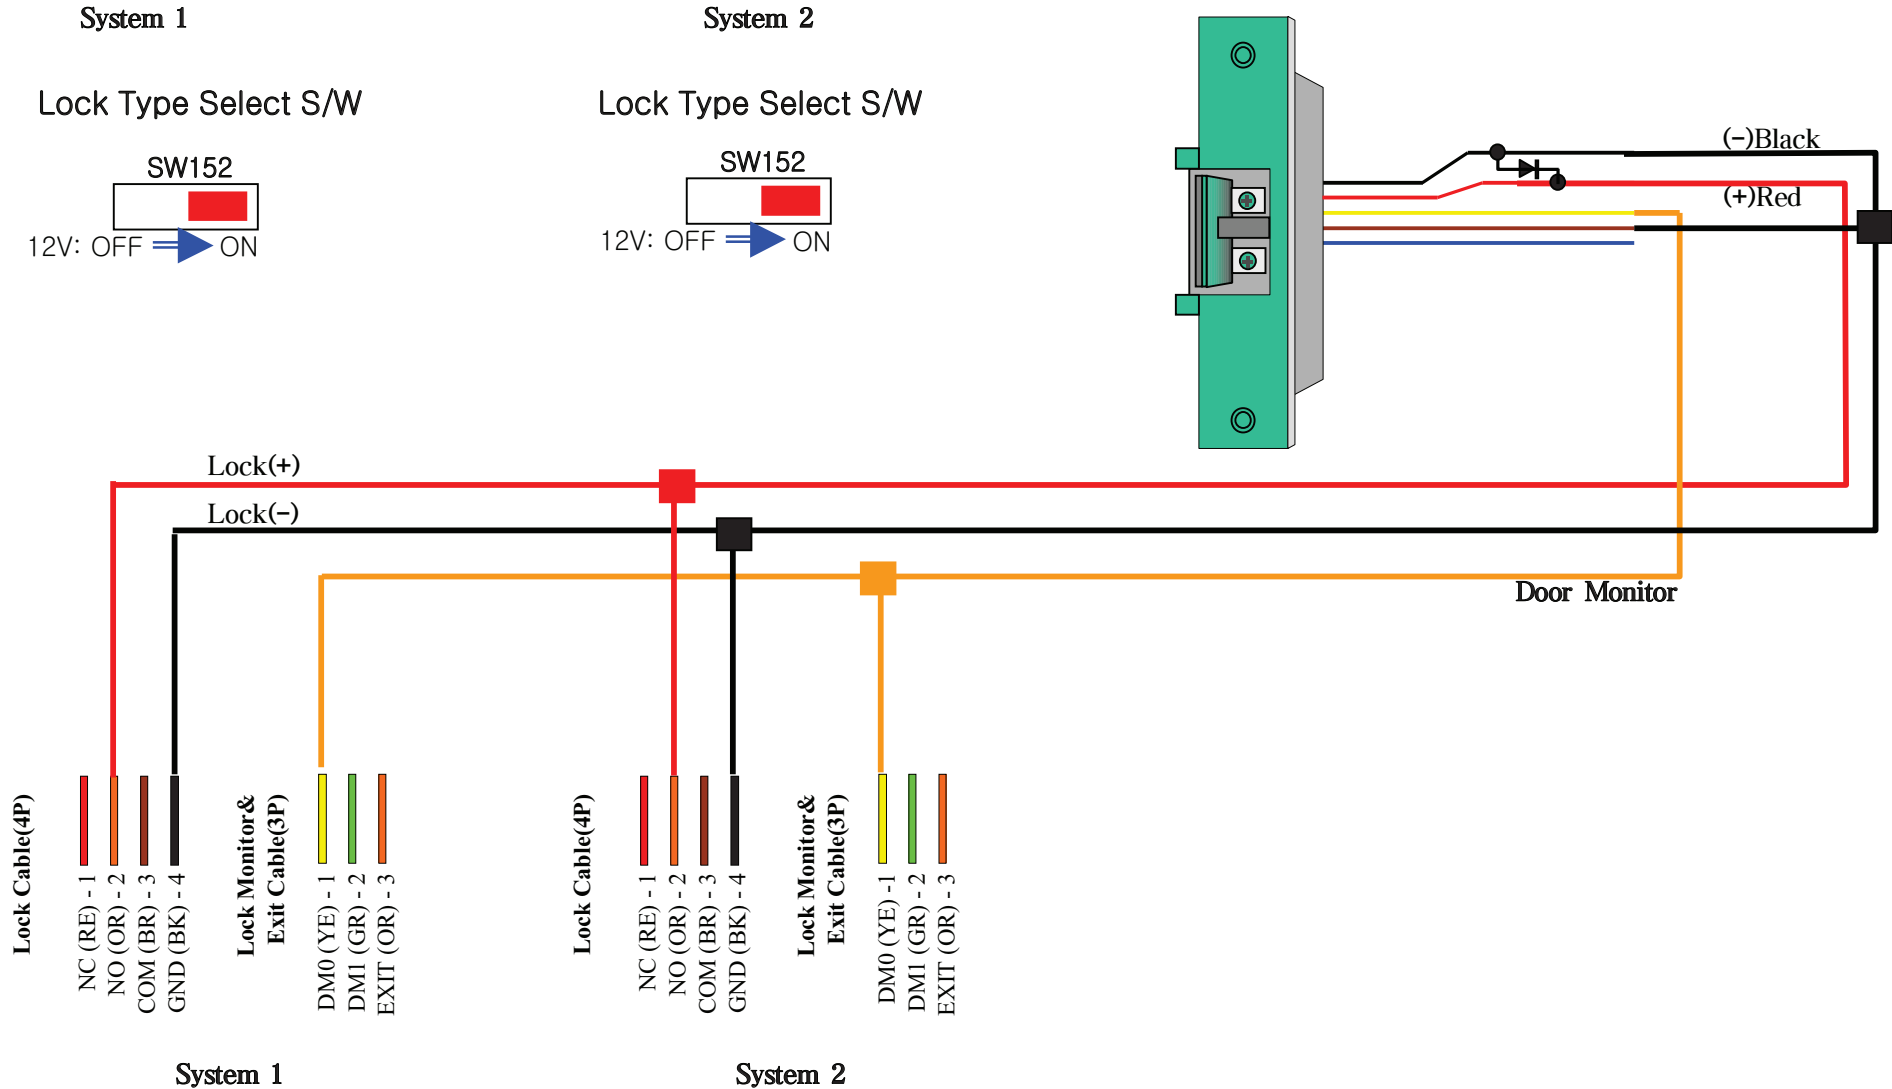 System 1
System 2
Lock Type Select S/W
Lock Type Select S/W
SW152
SW152
12V: OFF ON
12V: OFF ON
(-)Black
(+)Red
Lock(+)
Lock(-)
Door Monitor
Lock Cable(4P)
NC (RE) - 1
NO (OR) - 2
COM (BR) - 3
GND (BK) - 4
Lock Monitor&
Exit Cable(3P)
DM0 (YE) - 1
DM1 (GR) - 2
EXIT (OR) - 3
Lock Cable(4P)
NC (RE) - 1
NO (OR) - 2
COM (BR) - 3
GND (BK) - 4
Lock Monitor&
Exit Cable(3P)
DM0 (YE) -1
DM1 (GR) - 2
EXIT (OR) - 3
System 1
System 2